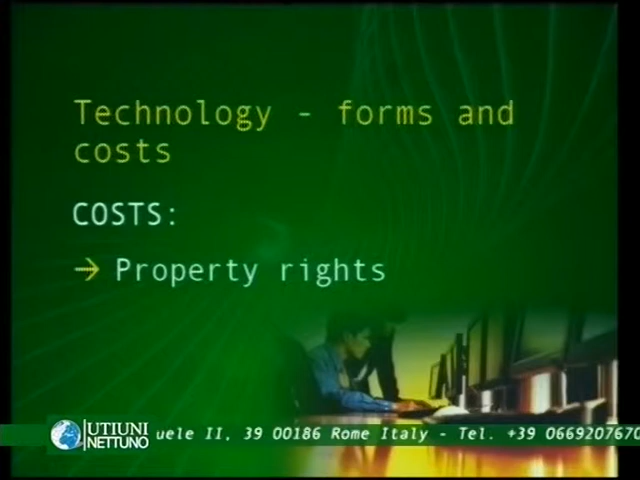 Technology - forms and
costs
COSTS:
→ Property rights
UTIUNI
NETTUNO
uele II, 39 00186 Rome Italy - Tel. +39 0669207670